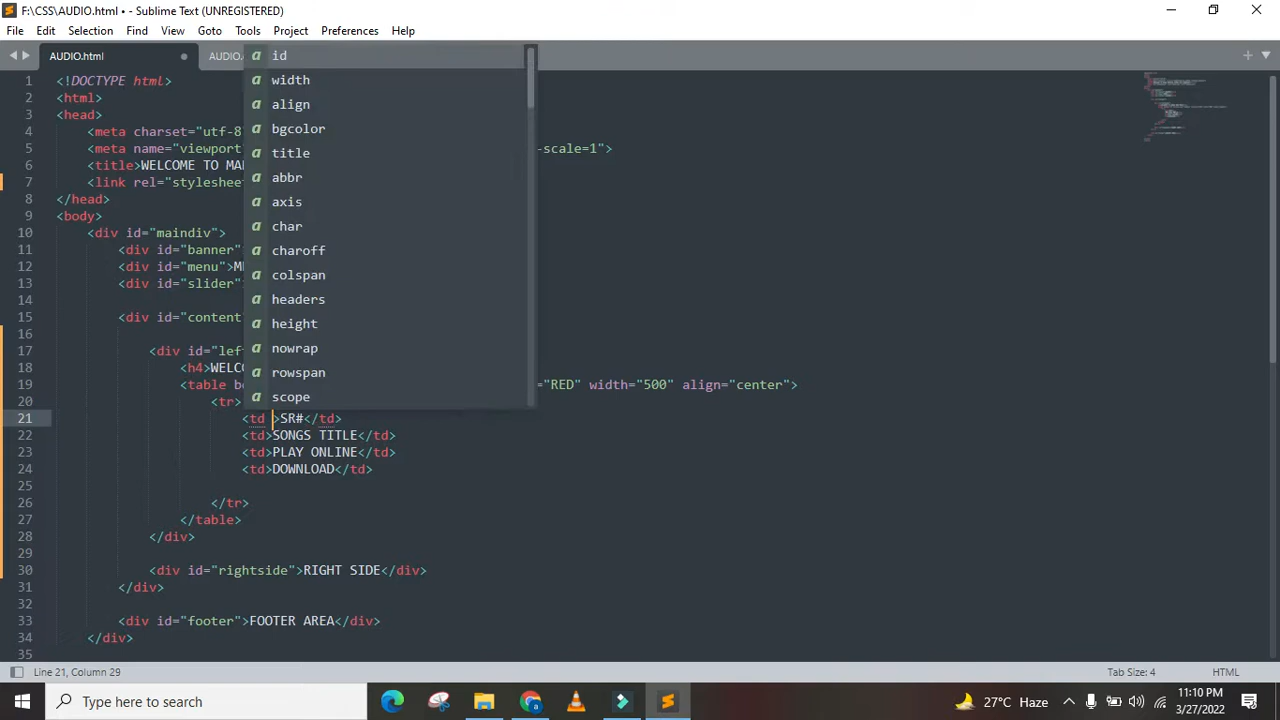 F:\CSS\AUDIO.html • - Sublime Text (UNREGISTERED)
File Edit Selection Find View Goto Tools Project Preferences Help
AUDIO.html
AUDIO.
1 <!DOCTYPE html>
2 <html>
3 <head>
4 <meta charset="utf-8"
5 <meta name="viewport" -scale=1">
6 <title>WELCOME TO
7 <link rel="stylesheet
8 </head>
9 <body>
10 <div id="maindiv">
11 <div id="banner"
12 <div id="menu">
13 <div id="slider"
14
15 <div id="content"
16
17 <div id="lef
18 <h4>WELC
19 <table bo ="RED" width="500" align="center">
20 <tr>
21 <td >SR#</td>
22 <td>SONGS TITLE</td>
23 <td>PLAY ONLINE</td>
24 <td>DOWNLOAD</td>
25
26 </tr>
27 </table>
28 </div>
29
30 <div id="rightside">RIGHT SIDE</div>
31 </div>
32
33 <div id="footer">FOOTER AREA</div>
34 </div>
35
a id
a width
a align
a bgcolor
a title
a abbr
a axis
a char
a charoff
a colspan
a headers
a height
a nowrap
a rowspan
a scope
Line 21, Column 29 Tab Size: 4 HTML
Type here to search
27°C Haze
11:10 PM
3/27/2022